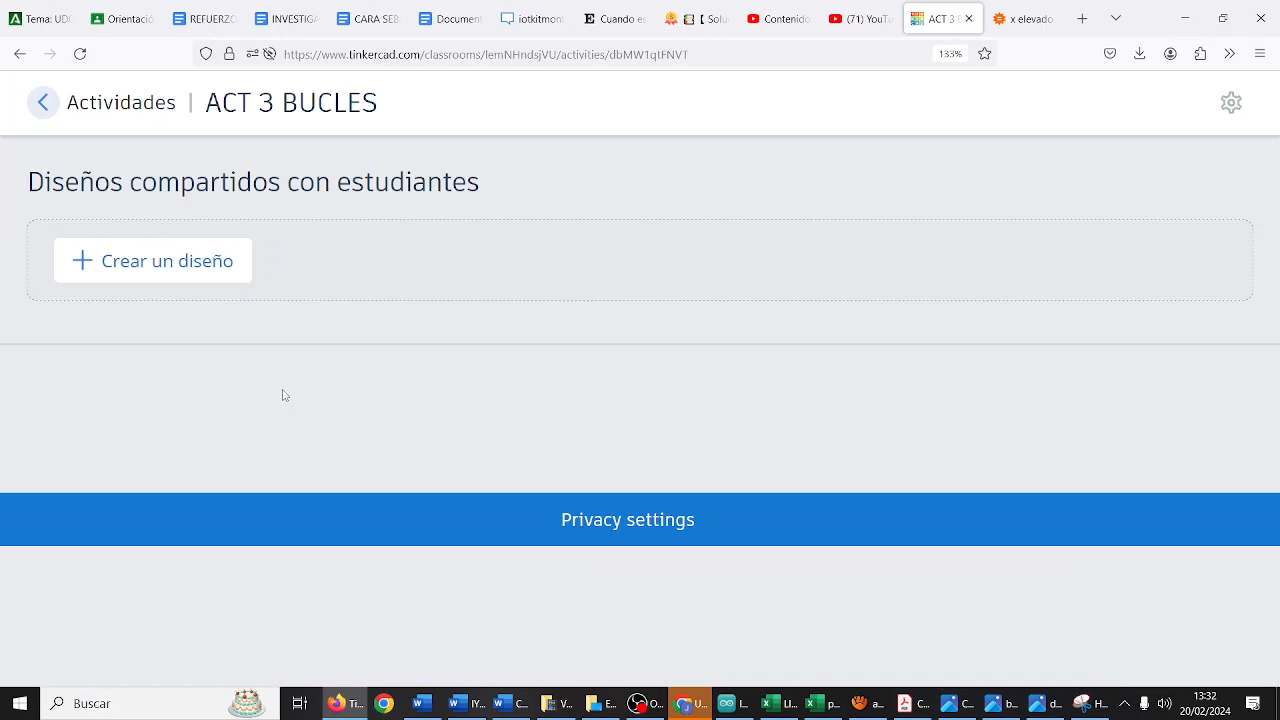 Tema: UD
Orientació
REFUERZO
INVESTIGA
CARA SEB
Docume
iotkitmont
Cuando es
[ Solu
Contenido
(71) YouTu
ACT 3
x elevado
https://www.tinkercad.com/classrooms/lemNHndsjVU/activities/dbMW1qtFNVT
133%
Actividades | ACT 3 BUCLES
Diseños compartidos con estudiantes
+ Crear un diseño
Privacy settings
Buscar
13:32
20/02/2024